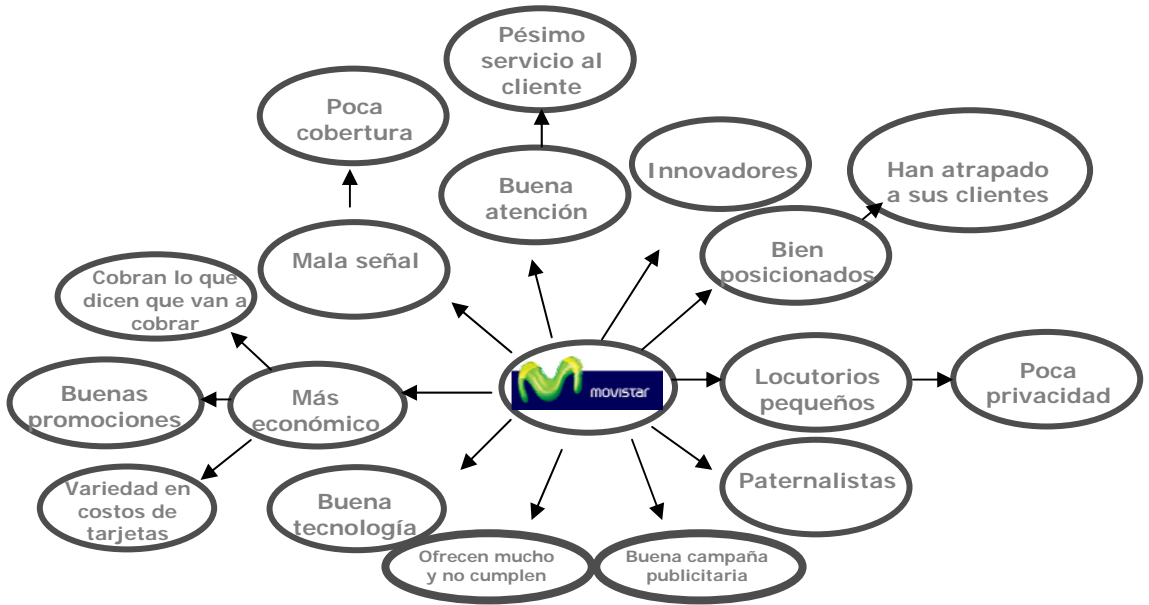 Pésimo
servicio al
cliente
Poca
cobertura
Innovadores
Han atrapado
a sus clientes
Buena
atención
Mala señal
Bien
posicionados
Cobran lo que
dicen que van a
cobrar
movistar
Locutorios
pequeños
Poca
privacidad
Buenas
promociones
Más
económico
Paternalistas
Variedad en
costos de
tarjetas
Buena
tecnología
Ofrecen mucho
y no cumplen
Buena campaña
publicitaria